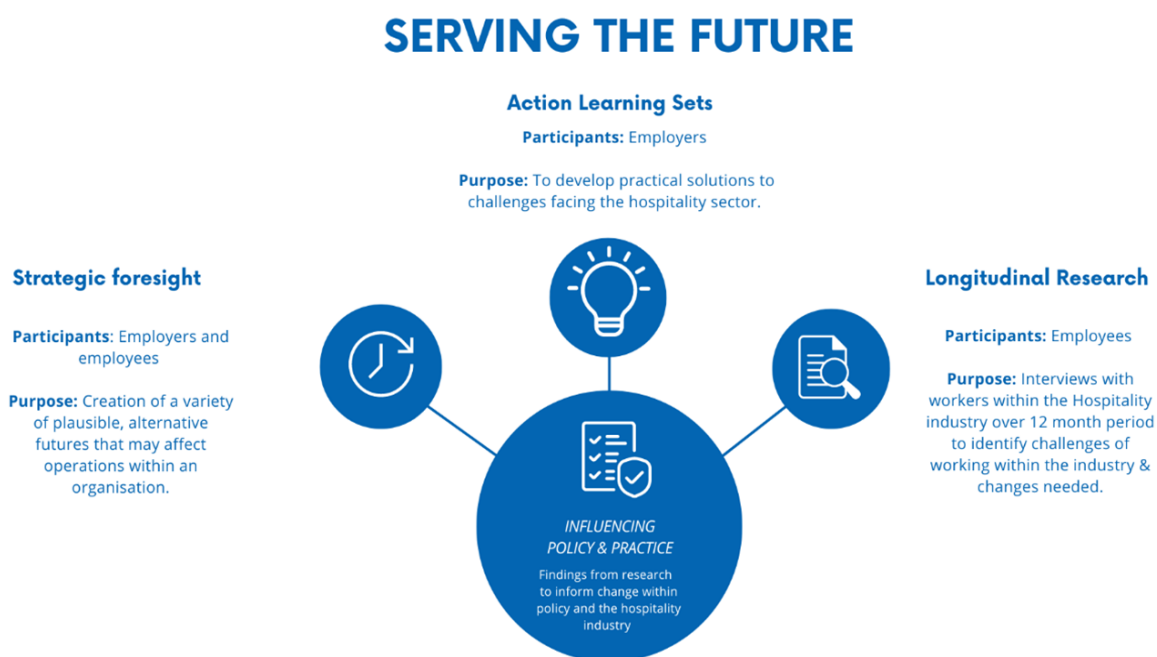 SERVING THE FUTURE
Action Learning Sets
Participants: Employers
Purpose: To develop practical solutions to
challenges facing the hospitality sector.
Strategic foresight
Participants: Employers and
employees
Purpose: Creation of a variety
of plausible, alternative
futures that may affect
operations within an
organisation.
Longitudinal Research
Participants: Employees
Purpose: Interviews with
workers within the Hospitality
industry over 12 month period
to identify challenges of
working within the industry &
changes needed.
INFLUENCING
POLICY & PRACTICE
Findings from research
to inform change within
policy and the hospitality
industry